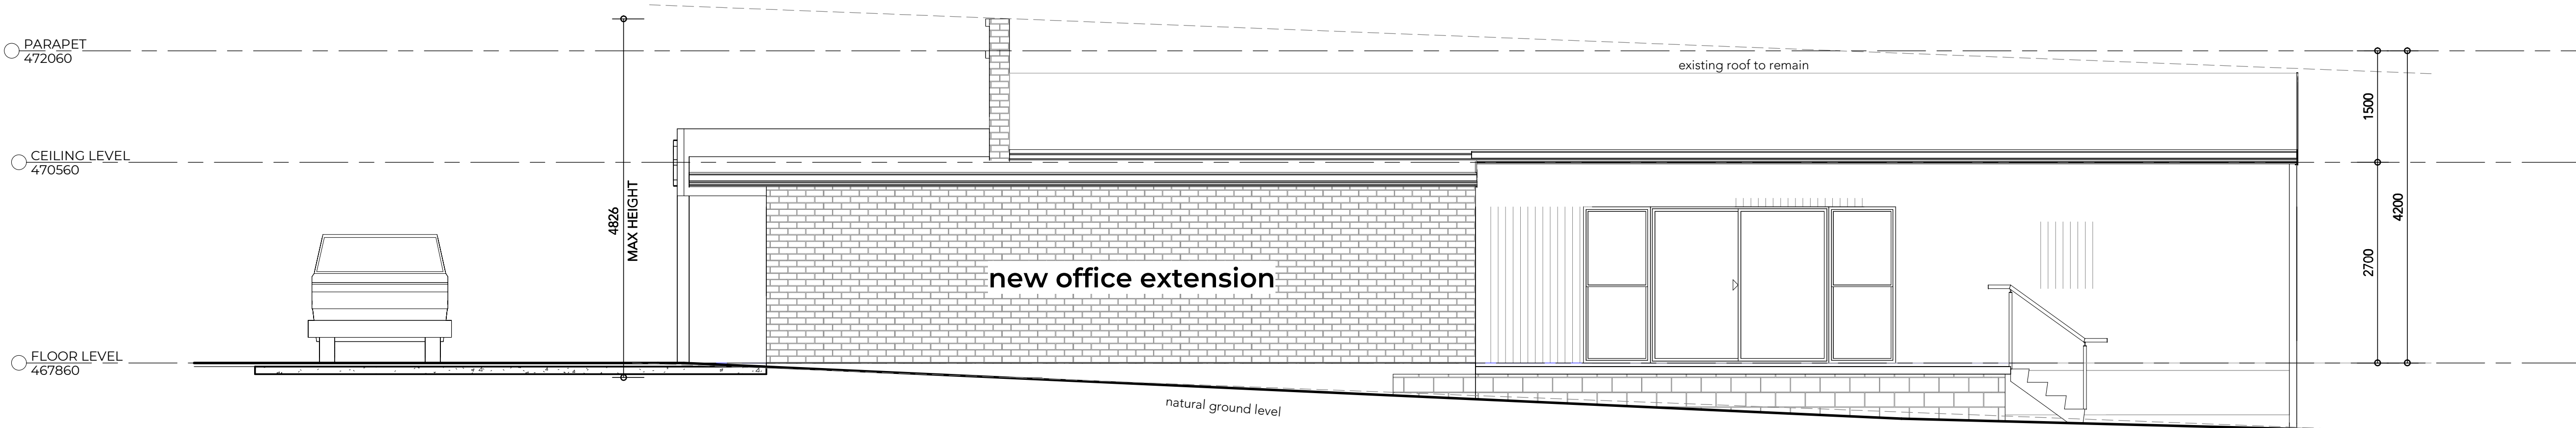 PARAPET
472060
existing roof to remain
CEILING LEVEL
470560
1500
4826
MAX HEIGHT
4200
2700
new office extension
FLOOR LEVEL
467860
natural ground level